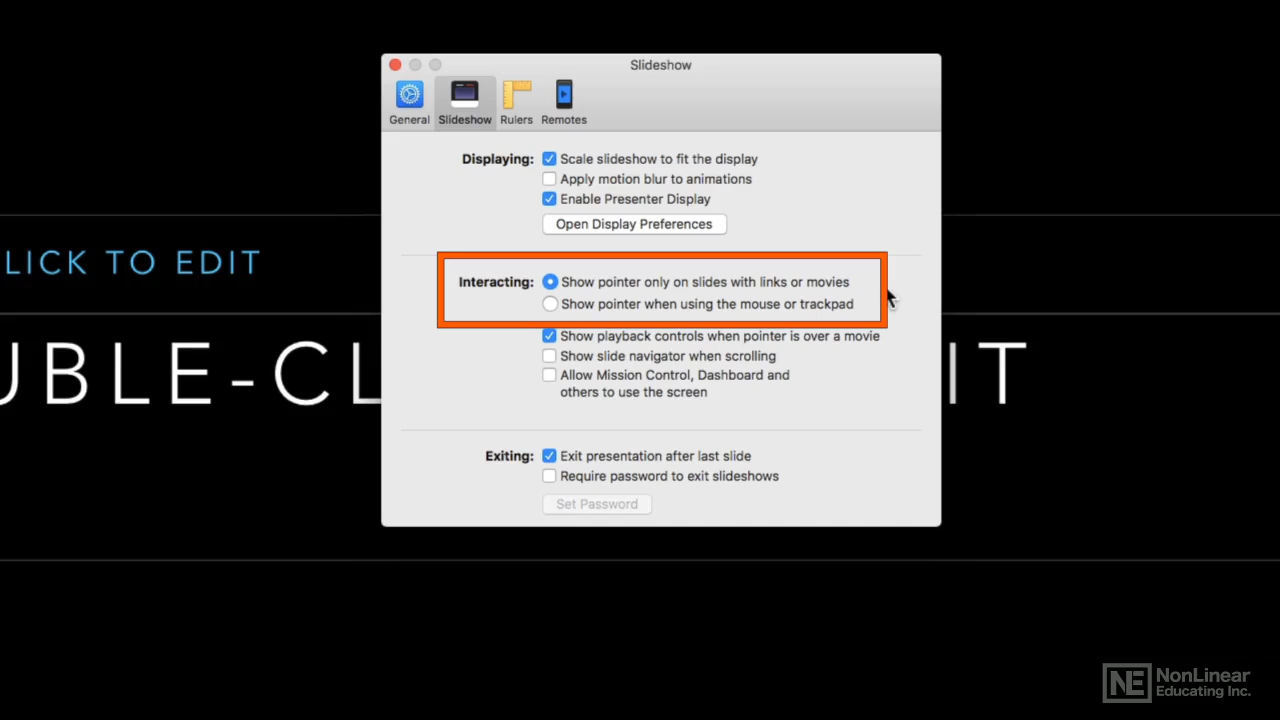 Slideshow
General
Slideshow
Rulers
Remotes
Displaying:
Scale slideshow to fit the display
Apply motion blur to animations
Enable Presenter Display
Open Display Preferences
LICK TO EDIT
Interacting:
Show pointer only on slides with links or movies
Show pointer when using the mouse or trackpad
Show playback controls when pointer is over a movie
Show slide navigator when scrolling
Allow Mission Control, Dashboard and
others to use the screen
UBLE-CL IT
Exiting:
Exit presentation after last slide
Require password to exit slideshows
Set Password
NE NonLinear
Educating Inc.